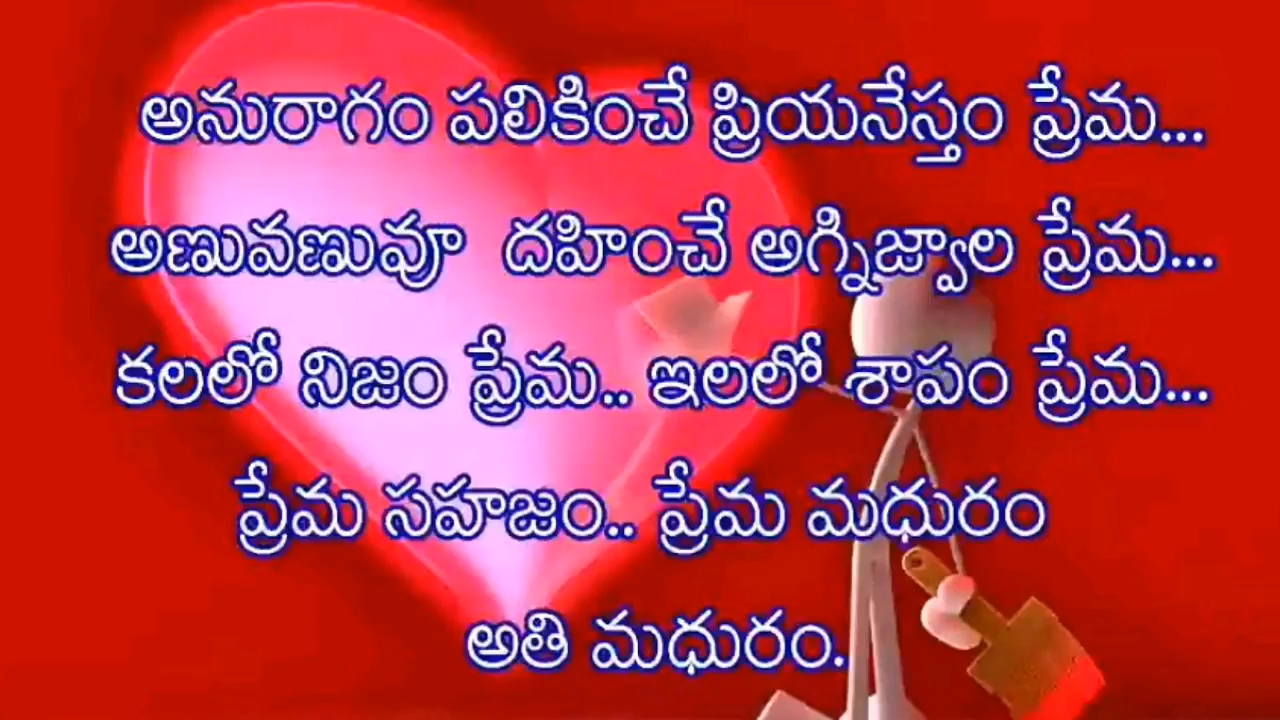 అనురాగం పలికించే ప్రియనేస్తం ప్రేమ...
అణువణువూ దహించే అగ్నిజ్వాల ప్రేమ...
కలలో నిజం ప్రేమ.. ఇలలో శాపం ప్రేమ...
ప్రేమ సహజం.. ప్రేమ మధురం
అతి మధురం.